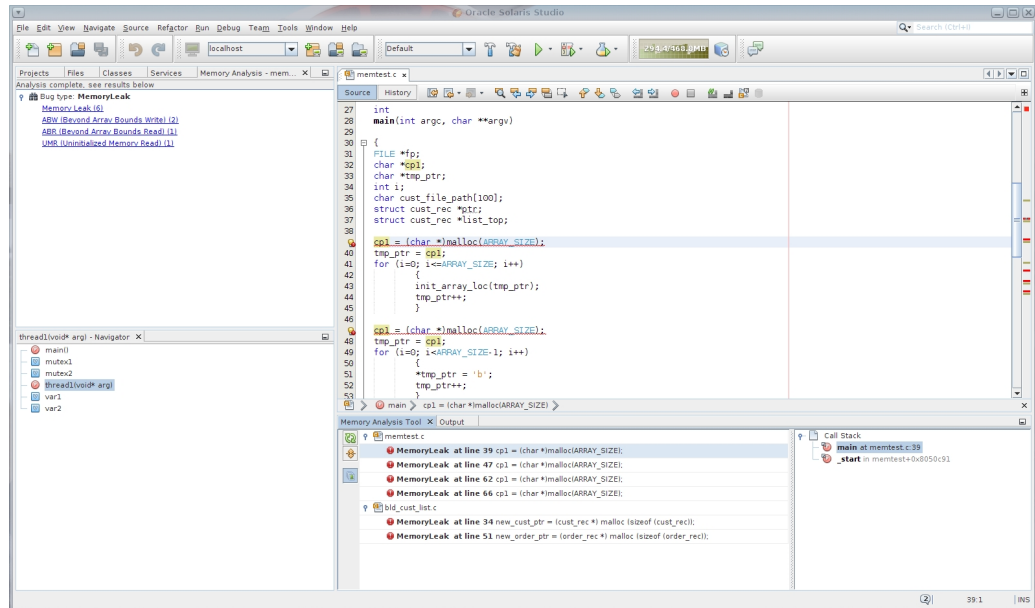 Oracle Solaris Studio
File Edit View Navigate Source Refactor Run Debug Team Tools Window Help
Search (Ctrl+I)
localhost
Default
294.4/468.0MB
Projects Files Classes Services Memory Analysis - mem...
Analysis complete, see results below
Bug type: MemoryLeak
Memory Leak (6)
ABW (Beyond Array Bounds Write) (2)
ABR (Beyond Array Bounds Read) (1)
UMR (Uninitialized Memory Read) (1)
thread1(void* arg) - Navigator
main()
mutex1
mutex2
thread1(void* arg)
var1
var2
memtest.c
Source History
27 int
28 main(int argc, char **argv)
29
30 {
31 FILE *fp;
32 char *cp1;
33 char *tmp_ptr;
34 int i;
35 char cust_file_path[100];
36 struct cust_rec *ptr;
37 struct cust_rec *list_top;
38
cp1 = (char *)malloc(ARRAY_SIZE);
40 tmp_ptr = cp1;
41 for (i=0; i<=ARRAY_SIZE; i++)
42 {
43 init_array_loc(tmp_ptr);
44 tmp_ptr++;
45 }
46
cp1 = (char *)malloc(ARRAY_SIZE);
48 tmp_ptr = cp1;
49 for (i=0; i<ARRAY_SIZE-1; i++)
50 {
51 *tmp_ptr = 'b';
52 tmp_ptr++;
53 }
main cp1 = (char *)malloc(ARRAY_SIZE)
Memory Analysis Tool Output
memtest.c
MemoryLeak at line 39 cp1 = (char *)malloc(ARRAY_SIZE);
MemoryLeak at line 47 cp1 = (char *)malloc(ARRAY_SIZE);
MemoryLeak at line 62 cp1 = (char *)malloc(ARRAY_SIZE);
MemoryLeak at line 66 cp1 = (char *)malloc(ARRAY_SIZE);
bld_cust_list.c
MemoryLeak at line 34 new_cust_ptr = (cust_rec *) malloc (sizeof (cust_rec));
MemoryLeak at line 51 new_order_ptr = (order_rec *) malloc (sizeof (order_rec));
Call Stack
main at memtest.c:39
_start in memtest+0x8050c91
2 39:1 INS